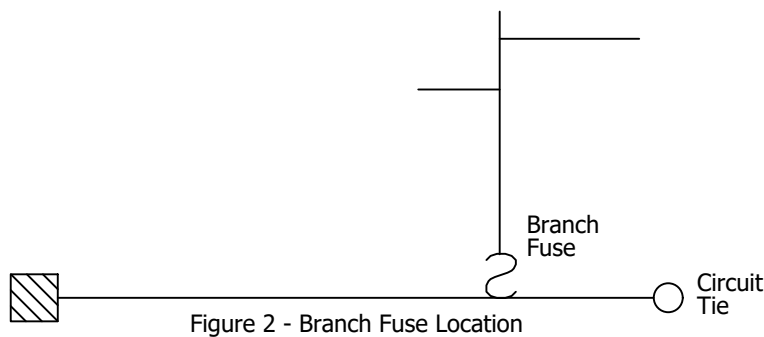 Branch
Fuse
Circuit
Tie
Figure 2 - Branch Fuse Location